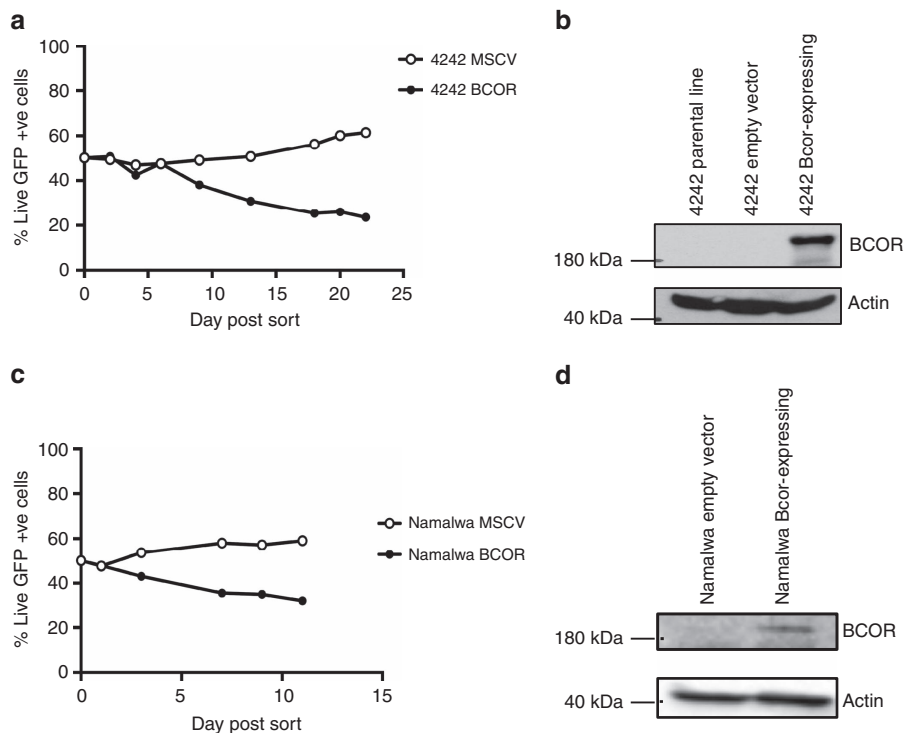 a
100
80
60
40
20
0
% Live GFP +ve cells
0 5 10 15 20 25
Day post sort
4242 MSCV
4242 BCOR
b
4242 parental line
4242 empty vector
4242 Bcor-expressing
180 kDa
BCOR
40 kDa
Actin
c
100
80
60
40
20
0
% Live GFP +ve cells
0 5 10 15
Day post sort
Namalwa MSCV
Namalwa BCOR
d
Namalwa empty vector
Namalwa Bcor-expressing
180 kDa
BCOR
40 kDa
Actin